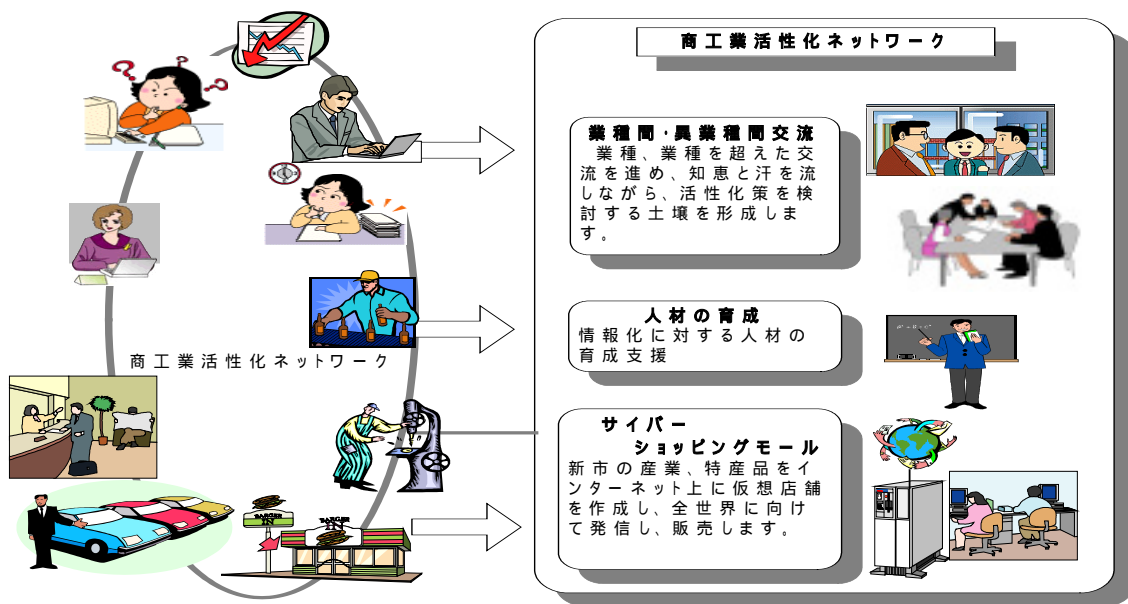 商工業活性化ネットワーク
業種間・異業種間交流
業種、業種を超えた交
流を進め、知恵と汗を流
しながら、活性化策を検
討する土壌を形成しま
す。
人材の育成
情報化に対する人材の
育成支援
サイバー
ショッピングモール
新市の産業、特産品をイ
ンターネット上に仮想店舗
を作成し、全世界に向け
て発信し、販売します。
商工業活性化ネットワーク
? ? ?
BARGER
IN
BARGER
IN